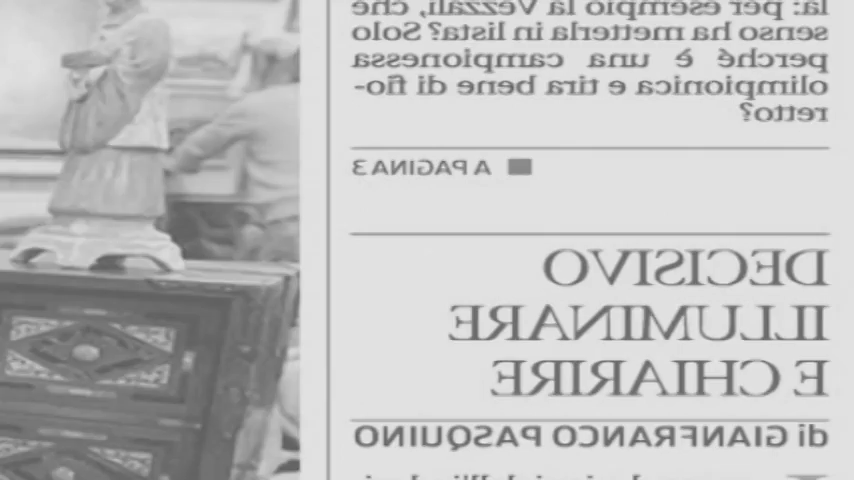 la: per esempio la Vezzali, che
senso ha metterla in lista? Solo
perché è una campionessa
olimpionica e tira bene di fio-
retto?
A PAGINA 3
DECISIVO
ILLUMINARE
E CHIARIRE
di GIANFRANCO PASQUINO